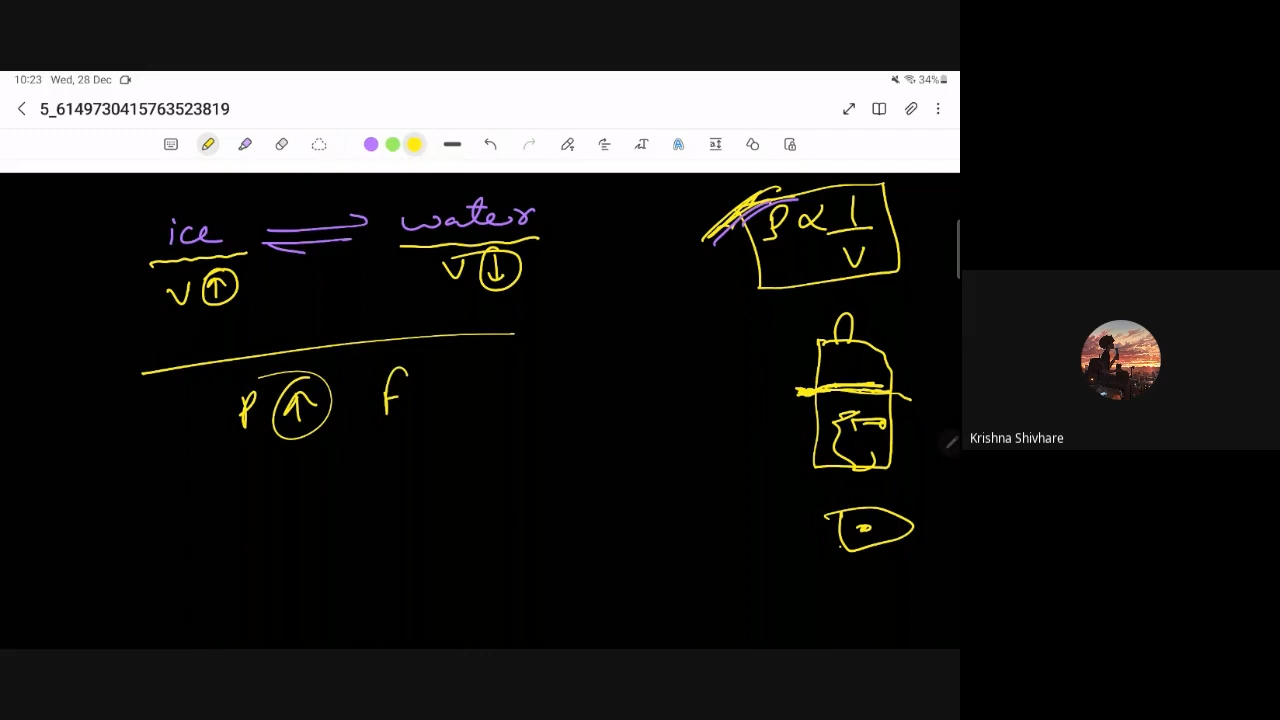 10:23 Wed, 28 Dec 34%
5_6149730415763523819
ice ⇌ water
V ↑ V ↓
ρ ∝ 1/V
P ↑ f
Krishna Shivhare